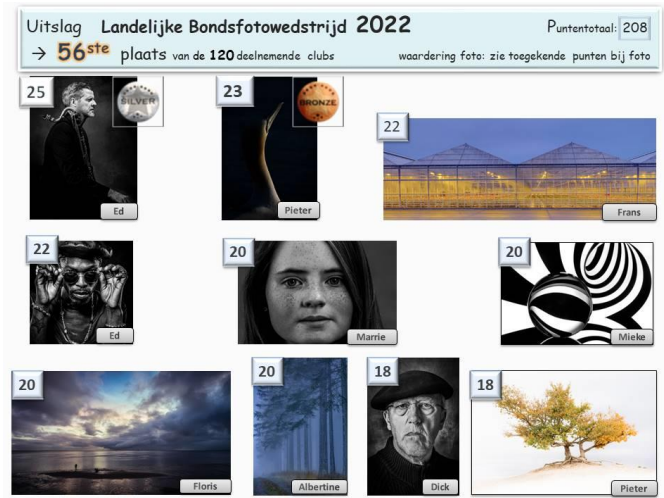 Uitslag Landelijke Bondsfotowedstrijd 2022 Puntentotaal: 208
→ 56ste plaats van de 120 deelnemende clubs waardering foto: zie toegekende punten bij foto
25 SILVER 23 BRONZE 22
Ed Pieter Frans
22 20 20
Ed Marrie Mieke
20 20 18 18
Floris Albertine Dick Pieter